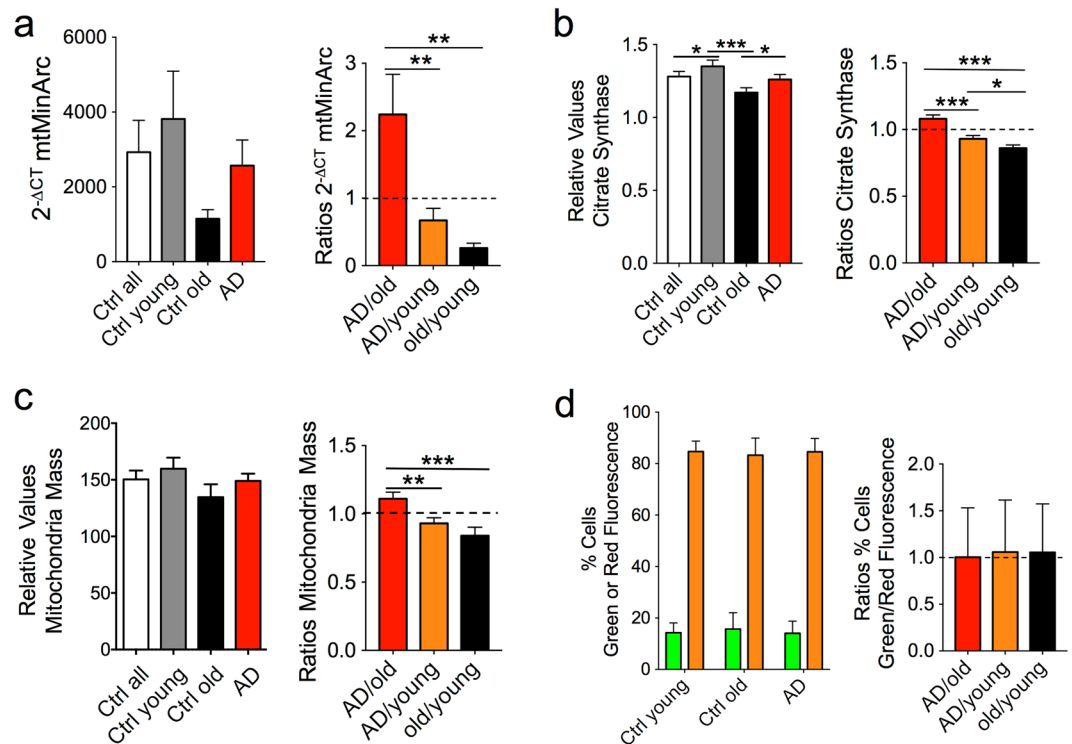 a
2-ΔCT mtMinArc
6000
4000
2000
0
Ctrl all
Ctrl young
Ctrl old
AD
Ratios 2-ΔCT mtMinArc
3
2
1
0
**
**
AD/old
AD/young
old/young
b
Relative Values
Citrate Synthase
1.5
1.0
0.5
0.0
*
***
*
Ctrl all
Ctrl young
Ctrl old
AD
Ratios Citrate Synthase
1.5
1.0
0.5
0.0
***
*
***
AD/old
AD/young
old/young
c
Relative Values
Mitochondria Mass
200
150
100
50
0
Ctrl all
Ctrl young
Ctrl old
AD
Ratios Mitochondria Mass
1.5
1.0
0.5
0.0
***
**
AD/old
AD/young
old/young
d
% Cells
Green or Red Fluorescence
100
80
60
40
20
0
Ctrl young
Ctrl old
AD
Ratios % Cells
Green/Red Fluorescence
2.0
1.5
1.0
0.5
0.0
AD/old
AD/young
old/young